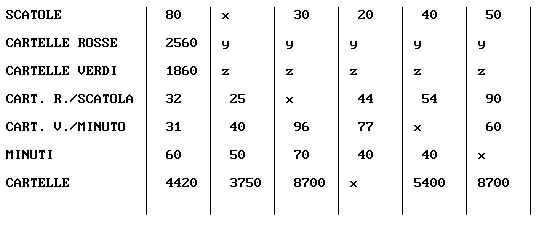 SCATOLE 80 x 30 20 40 50
CARTELLE ROSSE 2560 y y y y y
CARTELLE VERDI 1860 z z z z z
CART. R./SCATOLA 32 25 x 44 54 90
CART. V./MINUTO 31 40 96 77 x 60
MINUTI 60 50 70 40 40 x
CARTELLE 4420 3750 8700 x 5400 8700